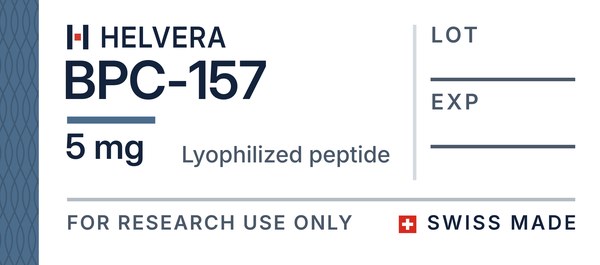 HELVERA
BPC-157
5 mg
Lyophilized peptide
LOT
EXP
FOR RESEARCH USE ONLY
SWISS MADE